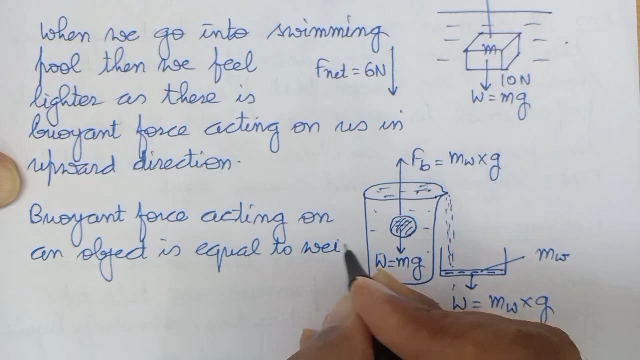 when we go into swimming
pool then we feel
lighter as there is
buoyant force acting on us in
upward direction.
Fnet = 6N
m
10N
W = mg
Fb = mw x g
Buoyant force acting on
an object is equal to wei
W = mg
mw
W = mw x g